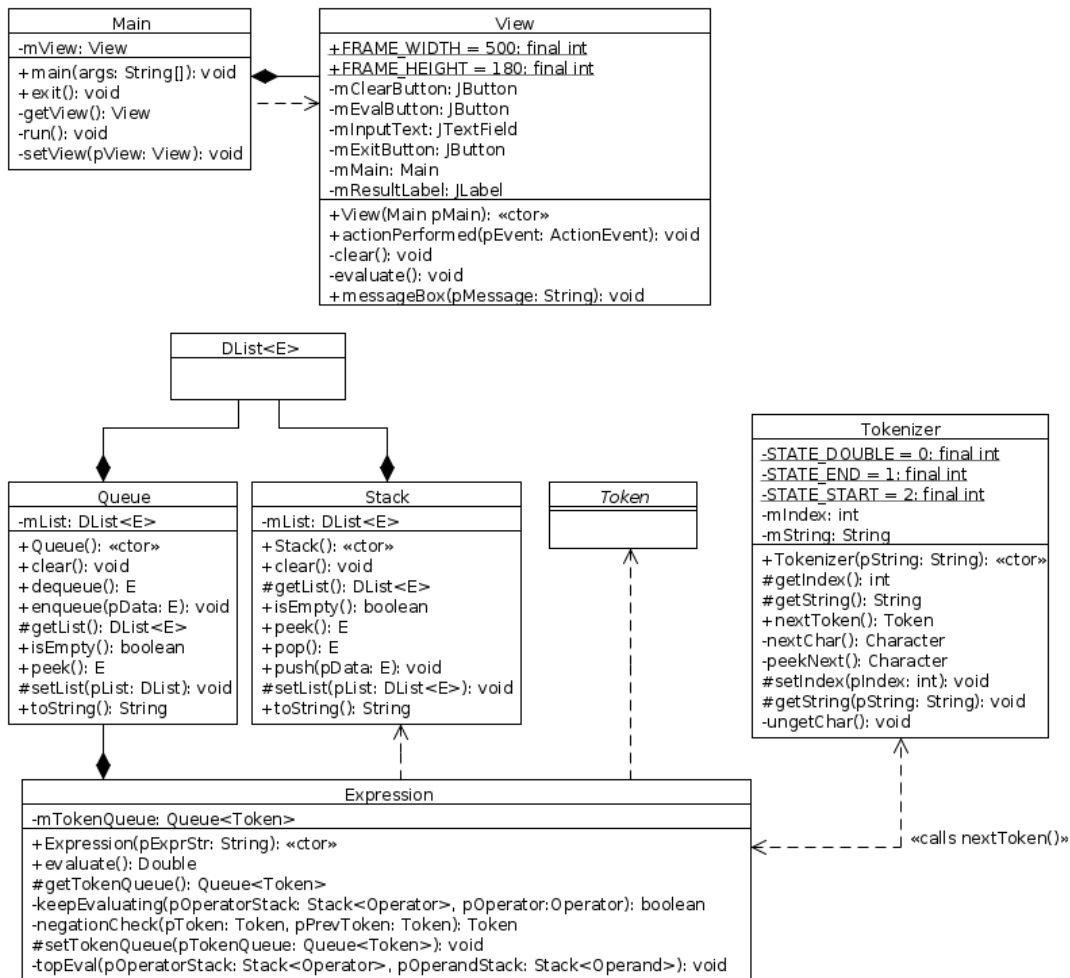 Main
-mView: View
+main(args: String[]): void
+exit(): void
-getView(): View
-run(): void
-setView(pView: View): void
View
+FRAME_WIDTH = 500: final int
+FRAME_HEIGHT = 180: final int
-mClearButton: JButton
-mEvalButton: JButton
-mInputText: JTextField
-mExitButton: JButton
-mMain: Main
-mResultLabel: JLabel
+View(Main pMain): «ctor»
+actionPerformed(pEvent: ActionEvent): void
-clear(): void
-evaluate(): void
+messageBox(pMessage: String): void
DList<E>
Queue
-mList: DList<E>
+Queue(): «ctor»
+clear(): void
+dequeue(): E
+enqueue(pData: E): void
#getList(): DList<E>
+isEmpty(): boolean
+peek(): E
#setList(pList: DList): void
+toString(): String
Stack
-mList: DList<E>
+Stack(): «ctor»
+clear(): void
#getList(): DList<E>
+isEmpty(): boolean
+peek(): E
+pop(): E
+push(pData: E): void
#setList(pList: DList<E>): void
+toString(): String
Token
Tokenizer
-STATE_DOUBLE = 0: final int
-STATE_END = 1: final int
-STATE_START = 2: final int
-mIndex: int
-mString: String
+Tokenizer(pString: String): «ctor»
#getIndex(): int
#getString(): String
+nextToken(): Token
-nextChar(): Character
-peekNext(): Character
#setIndex(pIndex: int): void
#getString(pString: String): void
-ungetChar(): void
Expression
-mTokenQueue: Queue<Token>
+Expression(pExprStr: String): «ctor»
+evaluate(): Double
#getTokenQueue(): Queue<Token>
-keepEvaluating(pOperatorStack: Stack<Operator>, pOperator:Operator): boolean
-negationCheck(pToken: Token, pPrevToken: Token): Token
#setTokenQueue(pTokenQueue: Queue<Token>): void
-topEval(pOperatorStack: Stack<Operator>, pOperandStack: Stack<Operand>): void
«calls nextToken()»